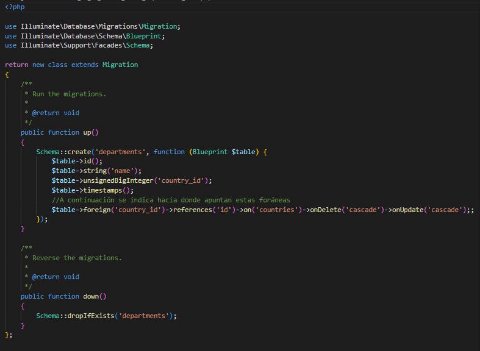 <?php
use Illuminate\Database\Migrations\Migration;
use Illuminate\Database\Schema\Blueprint;
use Illuminate\Support\Facades\Schema;
return new class extends Migration
{
/**
* Run the migrations.
*
* @return void
*/
public function up()
{
Schema::create('departments', function (Blueprint $table) {
$table->id();
$table->string('name');
$table->unsignedBigInteger('country_id');
$table->timestamps();
//A continuación se indica hacia donde apuntan estas foráneas
$table->foreign('country_id')->references('id')->on('countries')->onDelete('cascade')->onUpdate('cascade');;
});
}
/**
* Reverse the migrations.
*
* @return void
*/
public function down()
{
Schema::dropIfExists('departments');
}
};